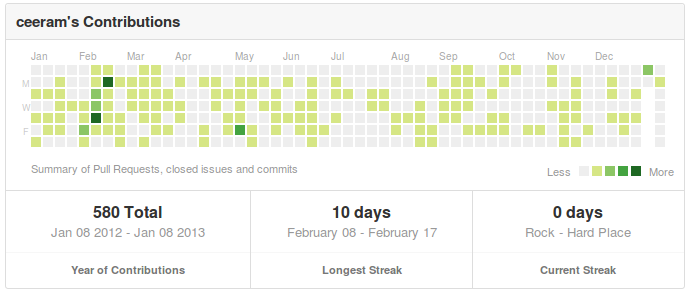 ceeram's Contributions
Jan Feb Mar Apr May Jun Jul Aug Sep Oct Nov Dec
M
W
F
Summary of Pull Requests, closed issues and commits
Less More
580 Total 10 days 0 days
Jan 08 2012 - Jan 08 2013 February 08 - February 17 Rock - Hard Place
Year of Contributions Longest Streak Current Streak